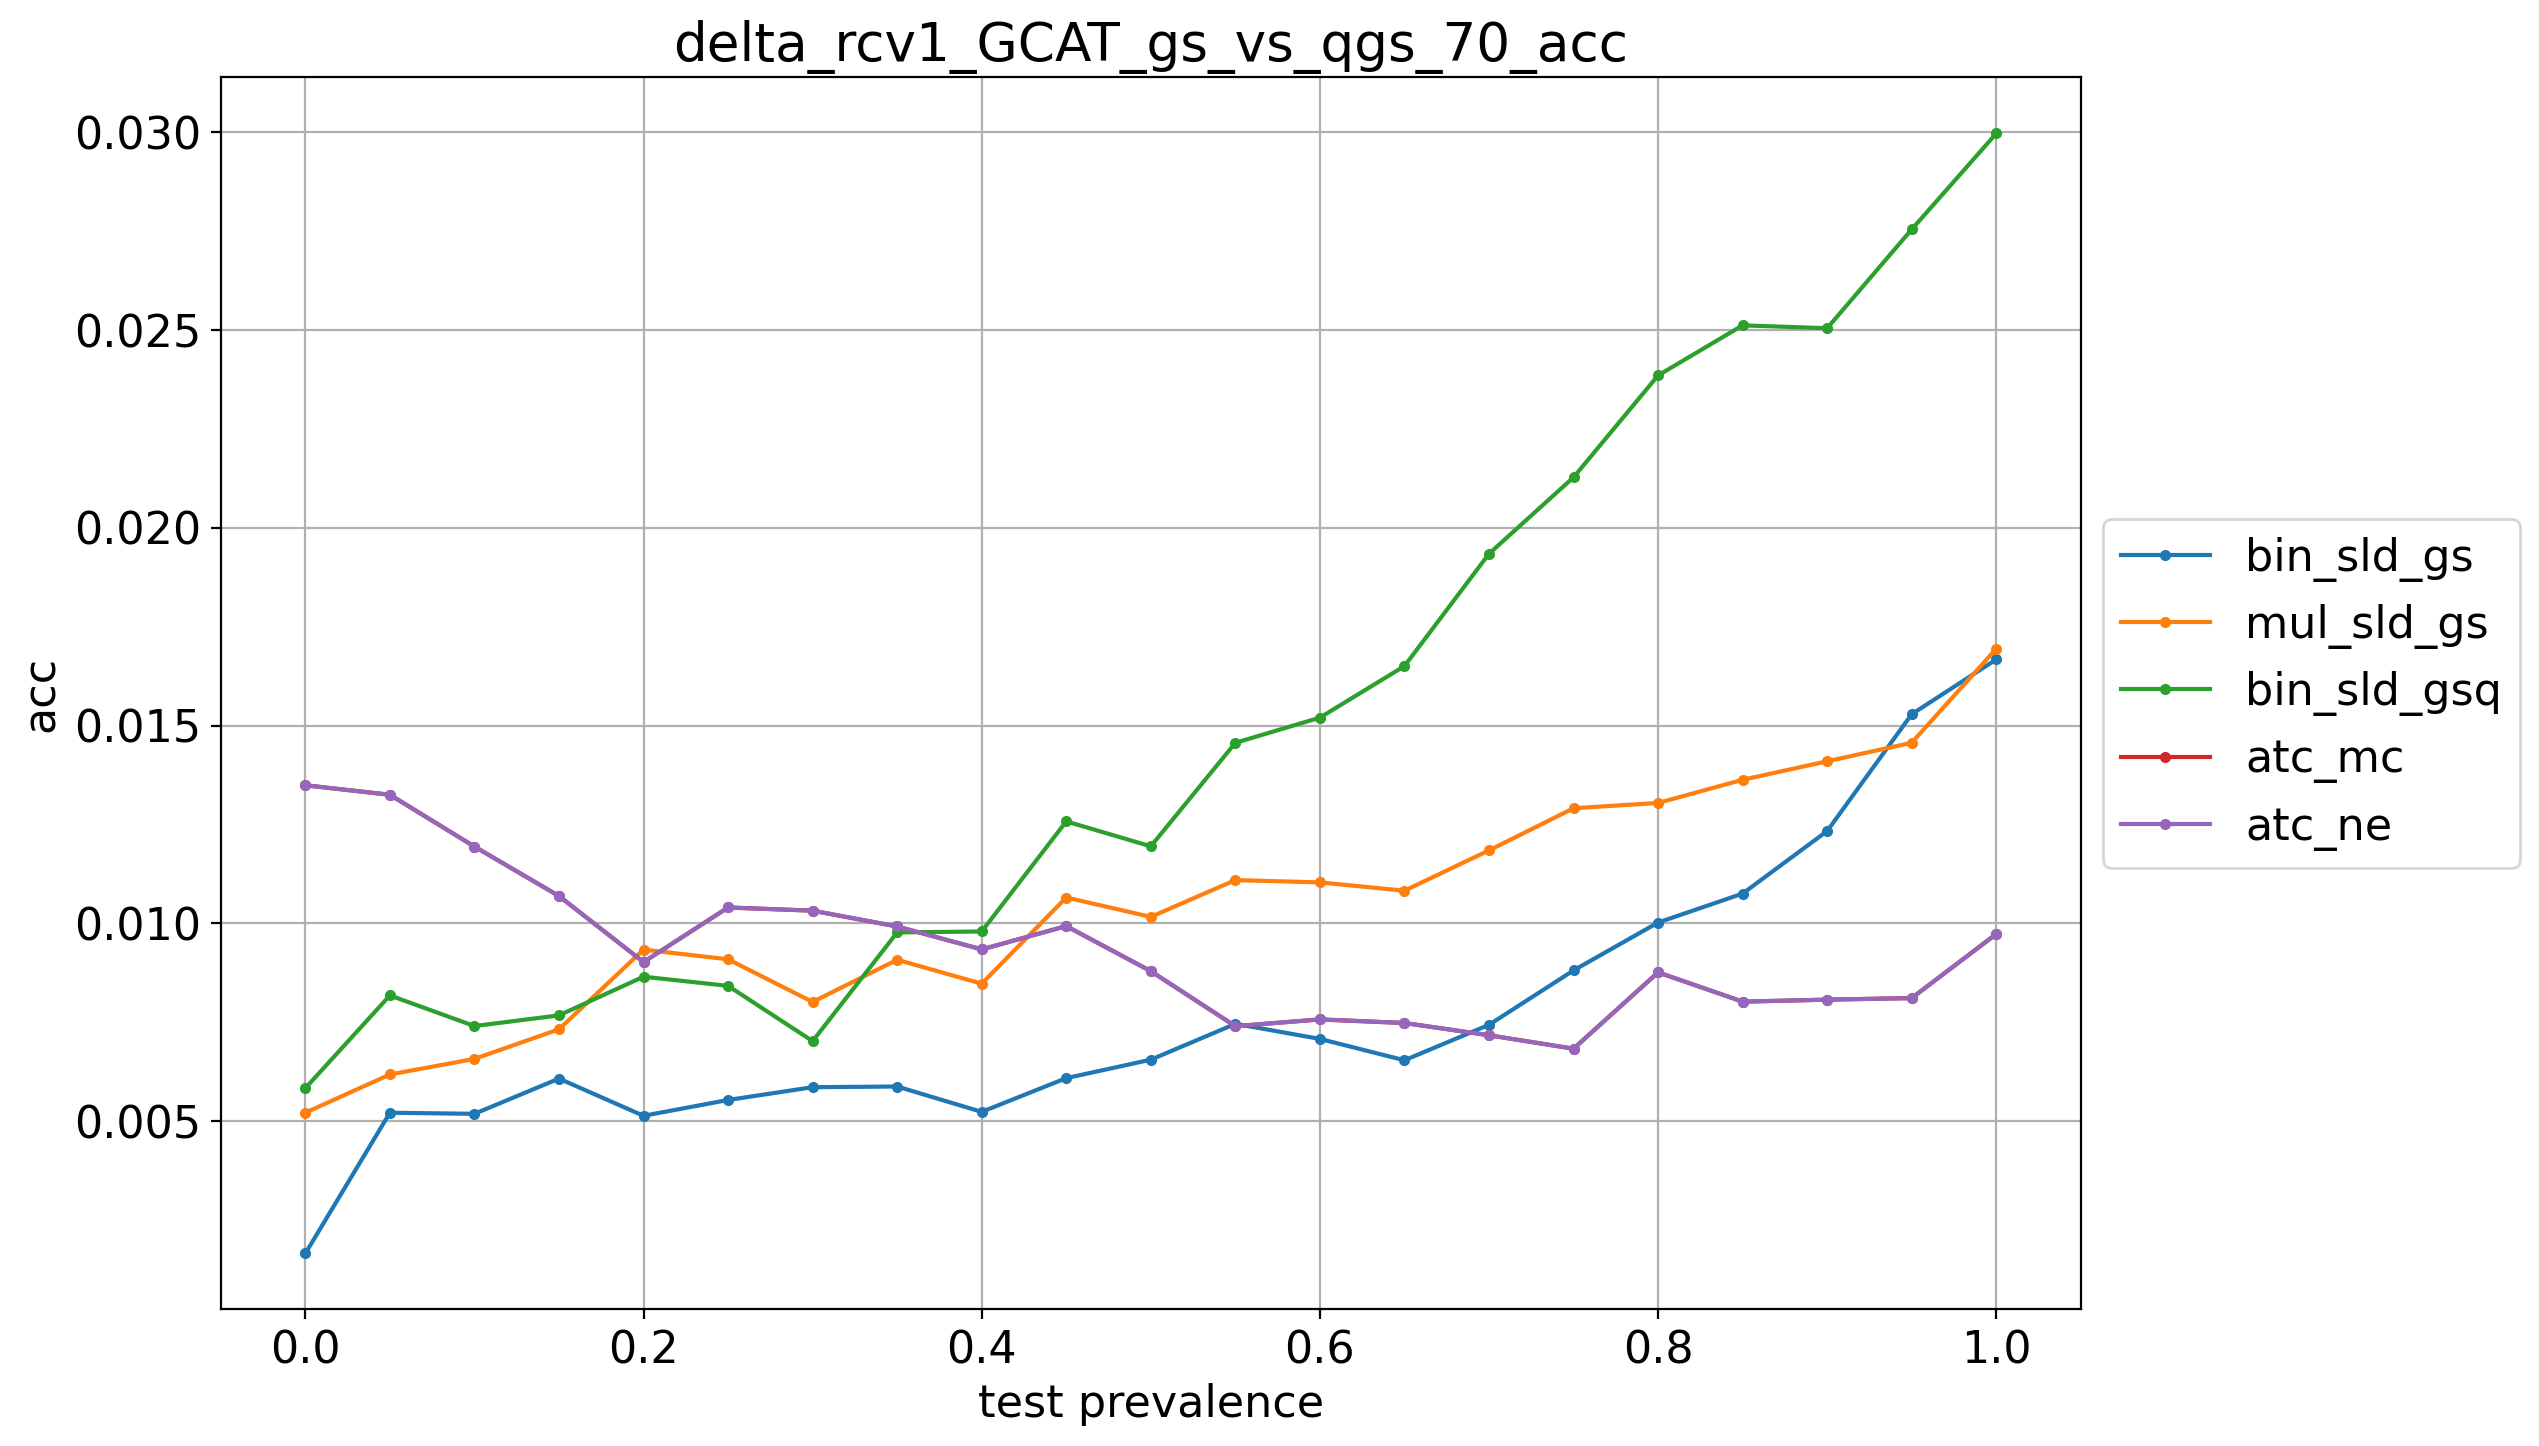 delta_rcv1_GCAT_gs_vs_qgs_70_acc
0.030
0.025
0.020
0.015
0.010
0.005
acc
0.0 0.2 0.4 0.6 0.8 1.0
test prevalence
bin_sld_gs
mul_sld_gs
bin_sld_gsq
atc_mc
atc_ne